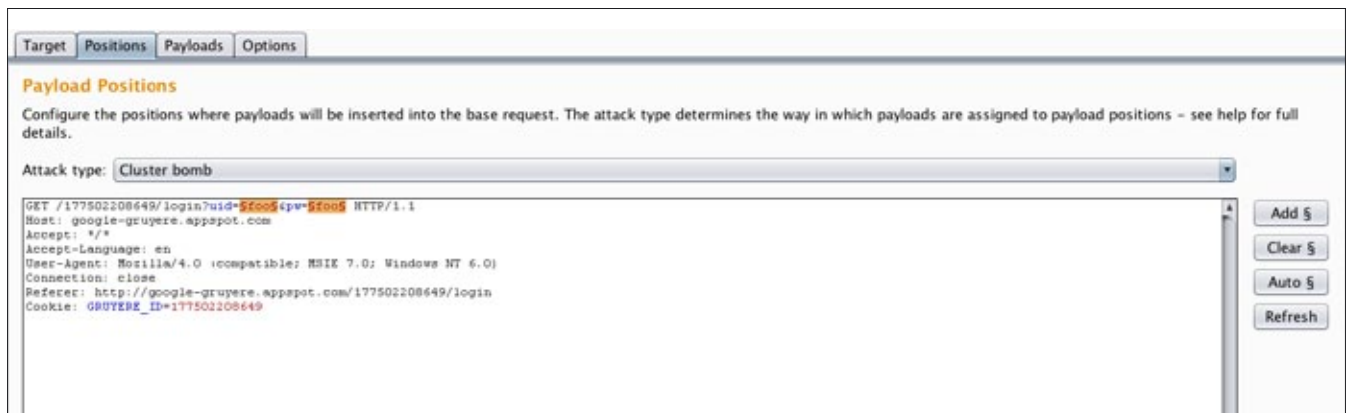 Target Positions Payloads Options
Payload Positions
Configure the positions where payloads will be inserted into the base request. The attack type determines the way in which payloads are assigned to payload positions – see help for full
details.
Attack type: Cluster bomb
GET /177502208649/login?uid=§foo§&pw=§foo§ HTTP/1.1
Host: google-gruyere.appspot.com
Accept: */*
Accept-Language: en
User-Agent: Mozilla/4.0 (compatible; MSIE 7.0; Windows NT 6.0)
Connection: close
Referer: http://google-gruyere.appspot.com/177502208649/login
Cookie: GRUYERE_ID=177502208649
Add §
Clear §
Auto §
Refresh